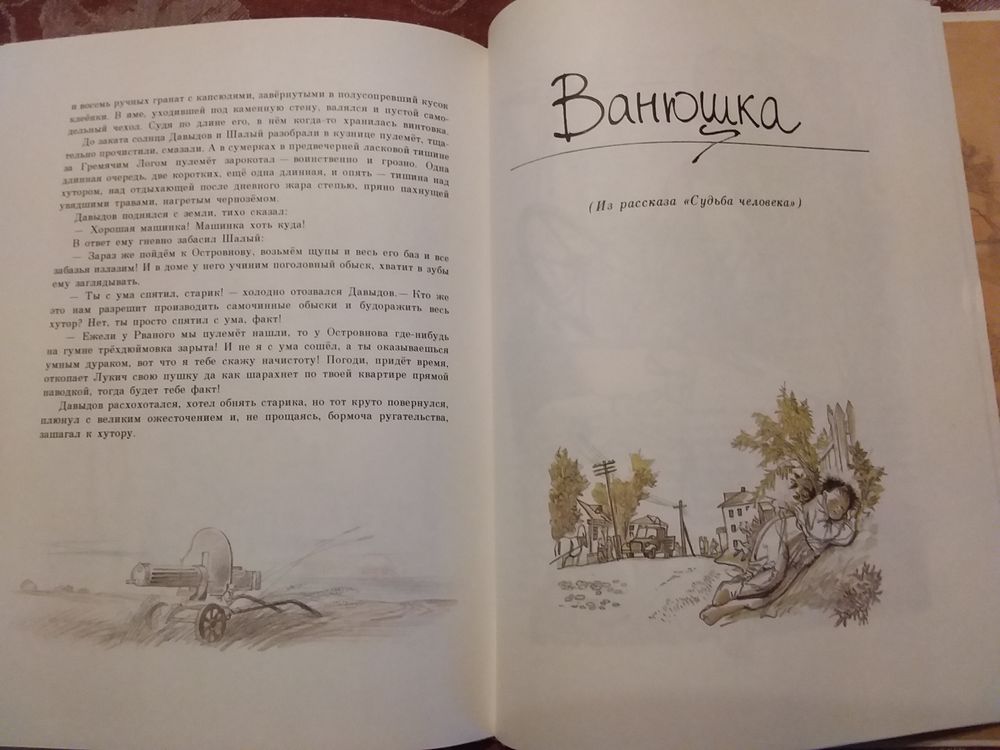 и восемь ручных гранат с капсюлями, завёрнутыми в полусопревший кусок
клеёнки. В яме, уходившей под каменную стену, валялся и пустой само-
дельный чехол. Судя по длине его, в нём когда-то хранилась винтовка.
До заката солнца Давыдов и Шалый разобрали в кузнице пулемёт, тща-
тельно прочистили, смазали. А в сумерках в предвечерней ласковой тишине
за Гремячим Логом пулемёт зарокотал — воинственно и грозно. Одна
длинная очередь, две коротких, ещё одна длинная, и опять — тишина над
хутором, над отдыхающей после дневного жара степью, пряно пахнущей
увядшими травами, нагретым чернозёмом.
Давыдов поднялся с земли, тихо сказал:
— Хорошая машинка! Машинка хоть куда!
В ответ ему гневно забасил Шалый:
— Зараз же пойдём к Островнову, возьмём щупы и весь его баз и все
забазья излазим! И в доме у него учиним поголовный обыск, хватит в зубы
ему заглядывать.
— Ты с ума спятил, старик! — холодно отозвался Давыдов.— Кто же
это нам разрешит производить самочинные обыски и будоражить весь
хутор? Нет, ты просто спятил с ума, факт!
— Ежели у Рваного мы пулемёт нашли, то у Островнова где-нибудь
на гумне трёхдюймовка зарыта! И не я с ума сошёл, а ты оказываешься
умным дураком, вот что я тебе скажу начистоту! Погоди, придёт время,
откопает Лукич свою пушку да как шарахнет по твоей квартире прямой
наводкой, тогда будет тебе факт!
Давыдов расхохотался, хотел обнять старика, но тот круто повернулся,
плюнул с великим ожесточением и, не прощаясь, бормоча ругательства,
зашагал к хутору.
Ванюшка
(Из рассказа «Судьба человека»)